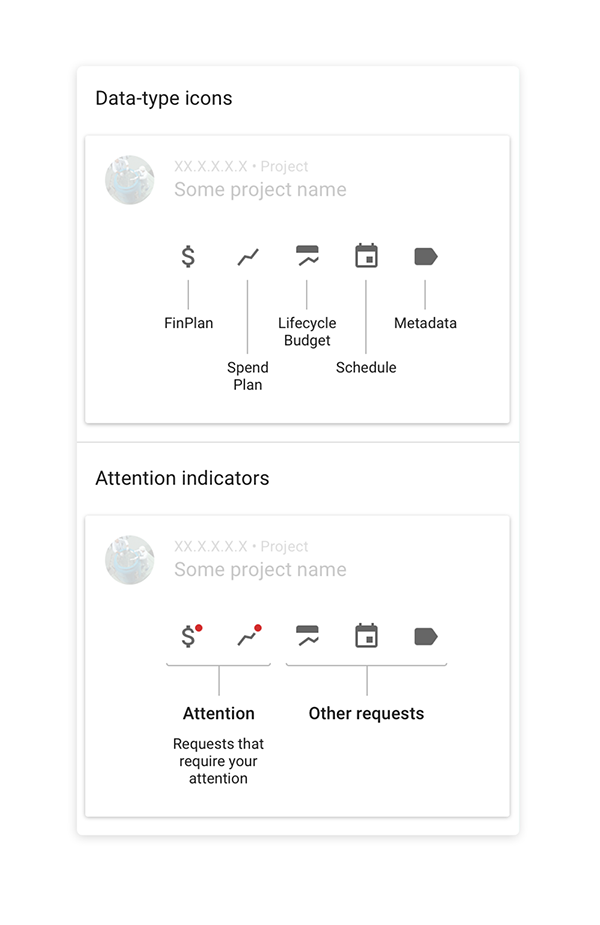 Data-type icons
XX.X.X.X.X • Project
Some project name
FinPlan
Lifecycle
Budget
Metadata
Spend
Plan
Schedule
Attention indicators
XX.X.X.X.X • Project
Some project name
Attention
Other requests
Requests that
require your
attention